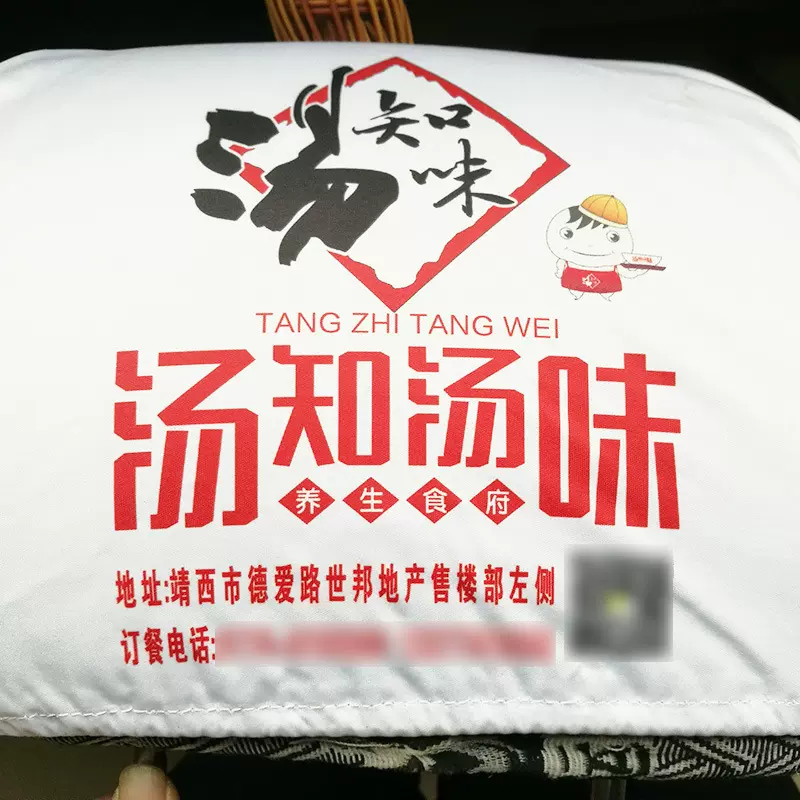 汤知味
TANG ZHI TANG WEI
汤知汤味
养生食府
地址:靖西市德爱路世邦地产售楼部左侧
订餐电话: